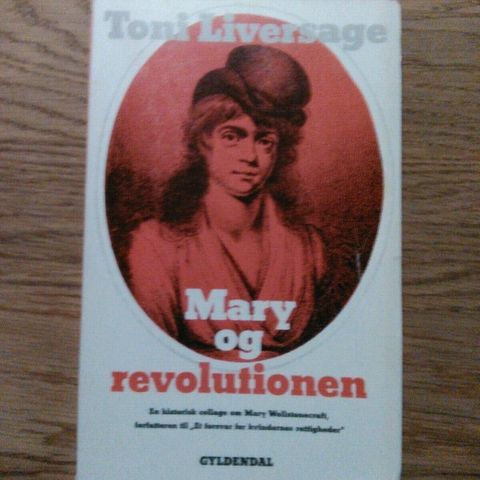 Toni Liversage
Mary
og
revolutionen
En historisk collage om Mary Wollstonecraft,
forfatteren til „Et forsvar for kvindernes rettigheder"
GYLDENDAL